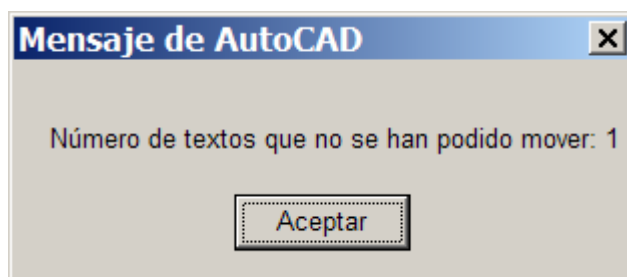 Mensaje de AutoCAD
Número de textos que no se han podido mover: 1
Aceptar